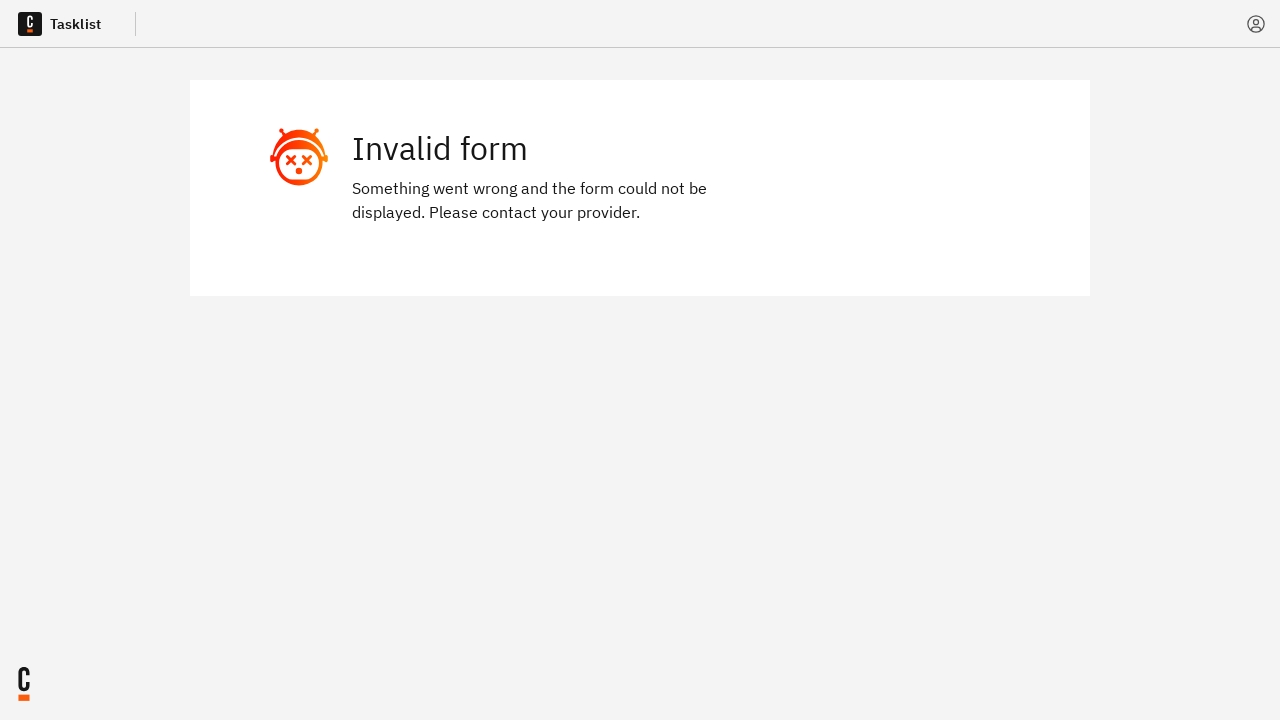 C Tasklist
Invalid form
Something went wrong and the form could not be
displayed. Please contact your provider.
C